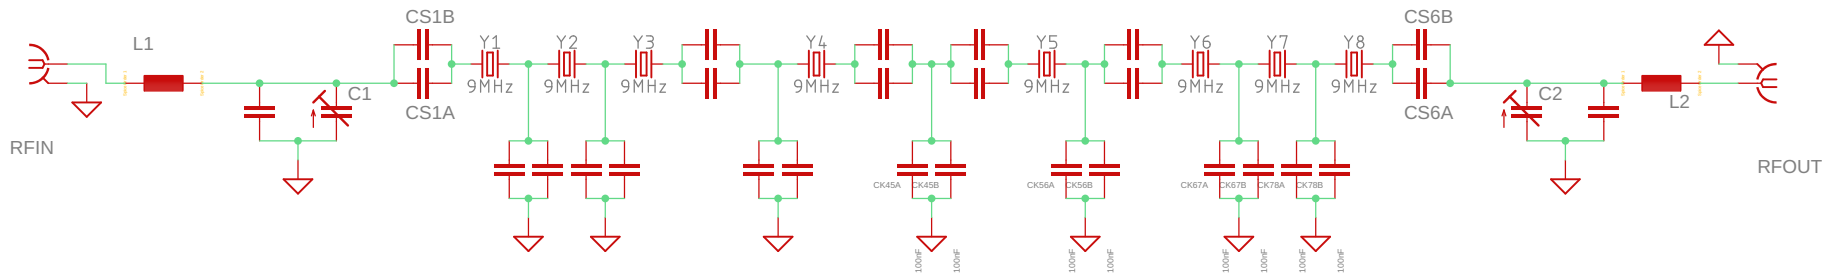 CS1B
CS6B
L1
Y1
Y2
Y3
Y4
Y5
Y6
Y7
Y8
9MHz
9MHz
9MHz
9MHz
9MHz
9MHz
9MHz
9MHz
C1
C2
L2
CS1A
CS6A
RFIN
RFOUT
CK45A
CK45B
CK56A
CK56B
CK67A
CK67B
CK78A
CK78B
100nF
100nF
100nF
100nF
100nF
100nF
100nF
100nF